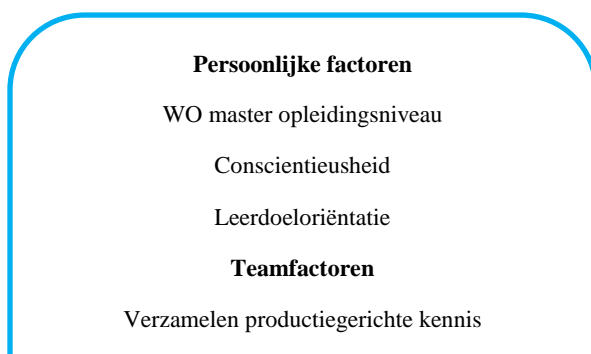 Persoonlijke factoren
WO master opleidingsniveau
Conscientieusheid
Leerdoeloriëntatie
Teamfactoren
Verzamelen productiegerichte kennis